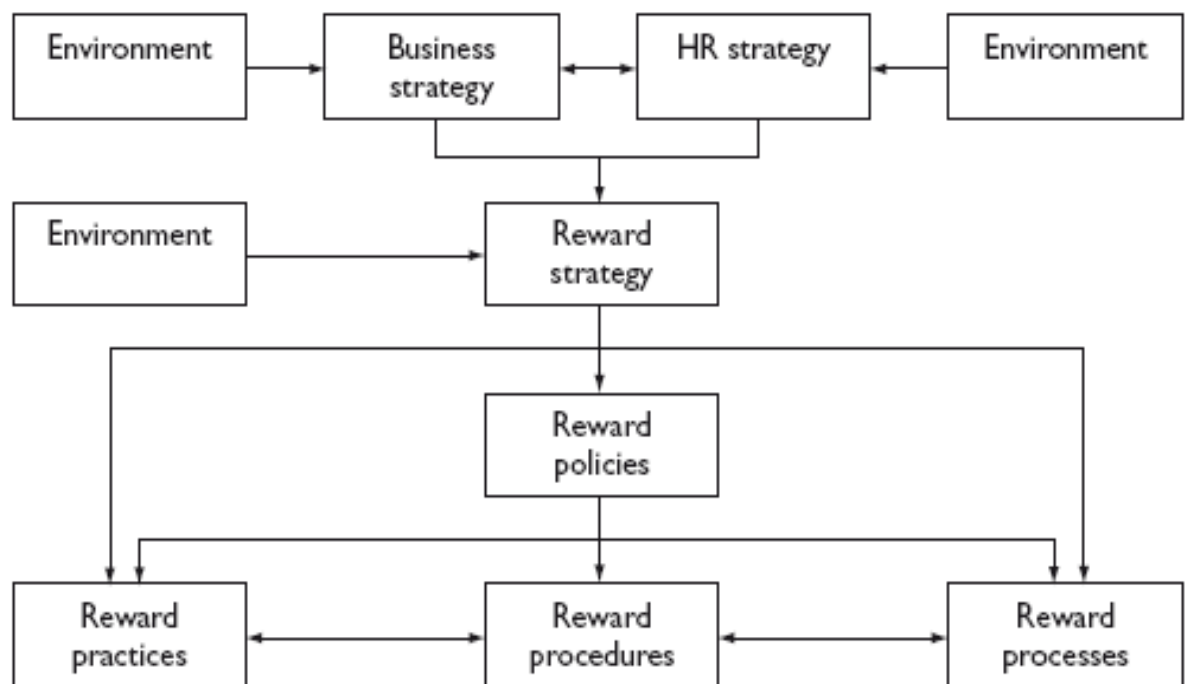 Environment
Business
strategy
HR strategy
Environment
Environment
Reward
strategy
Reward
policies
Reward
practices
Reward
procedures
Reward
processes